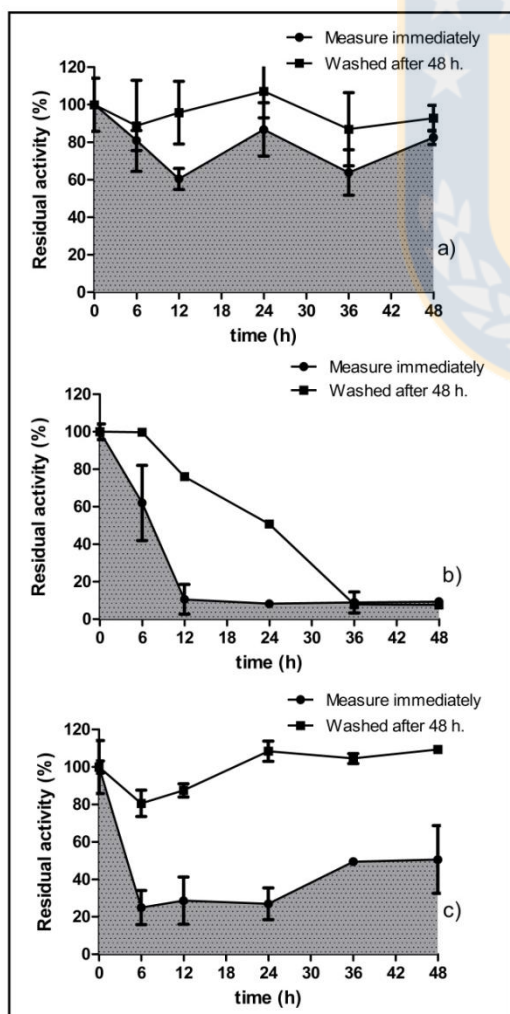 Measure immediately
Washed after 48 h.
Residual activity (%)
120
100
80
60
40
20
0
0 6 12 18 24 30 36 42 48
time (h)
a)
Measure immediately
Washed after 48 h.
Residual activity (%)
120
100
80
60
40
20
0
0 6 12 18 24 30 36 42 48
time (h)
b)
Measure immediately
Washed after 48 h.
Residual activity (%)
120
100
80
60
40
20
0
0 6 12 18 24 30 36 42 48
time (h)
c)